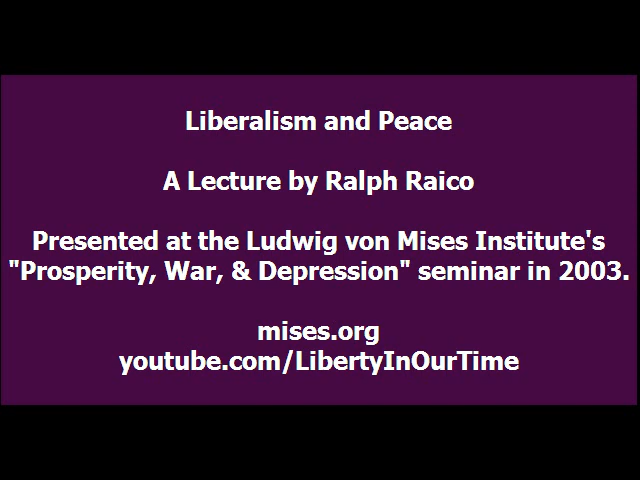 Liberalism and Peace
A Lecture by Ralph Raico
Presented at the Ludwig von Mises Institute's
"Prosperity, War, & Depression" seminar in 2003.
mises.org
youtube.com/LibertyInOurTime